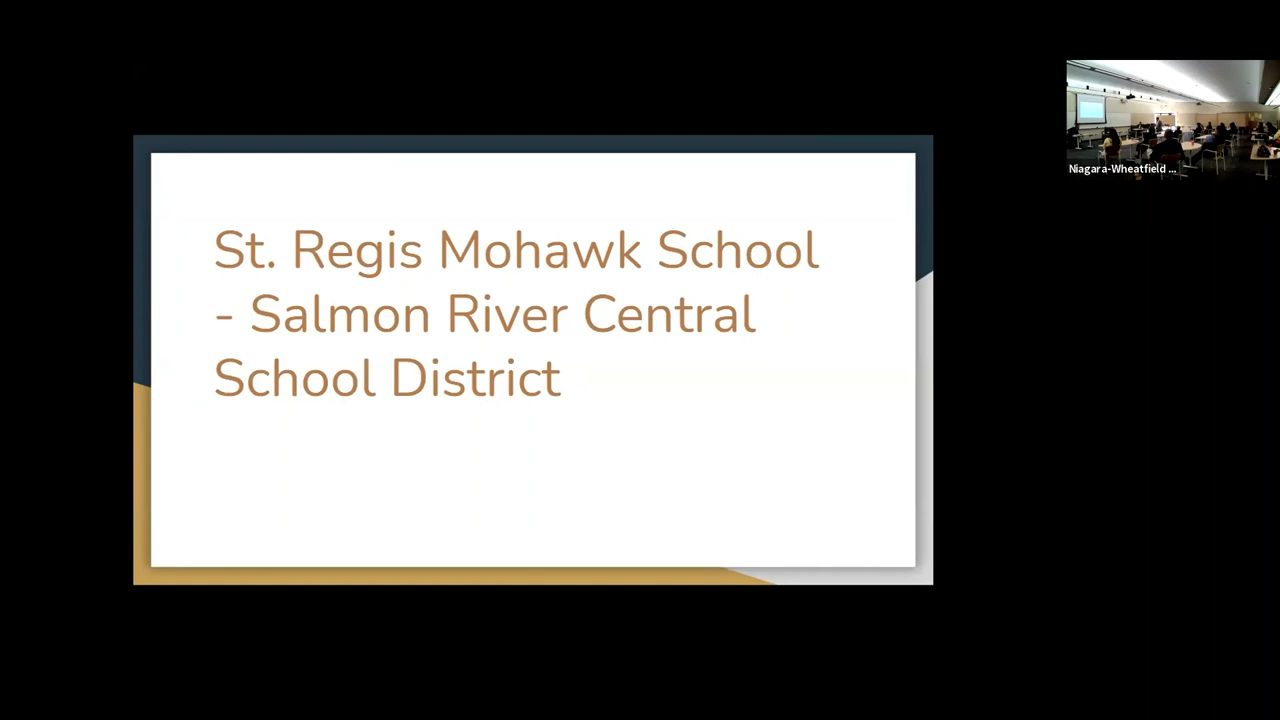 St. Regis Mohawk School
- Salmon River Central
School District
Niagara-Wheatfield ...